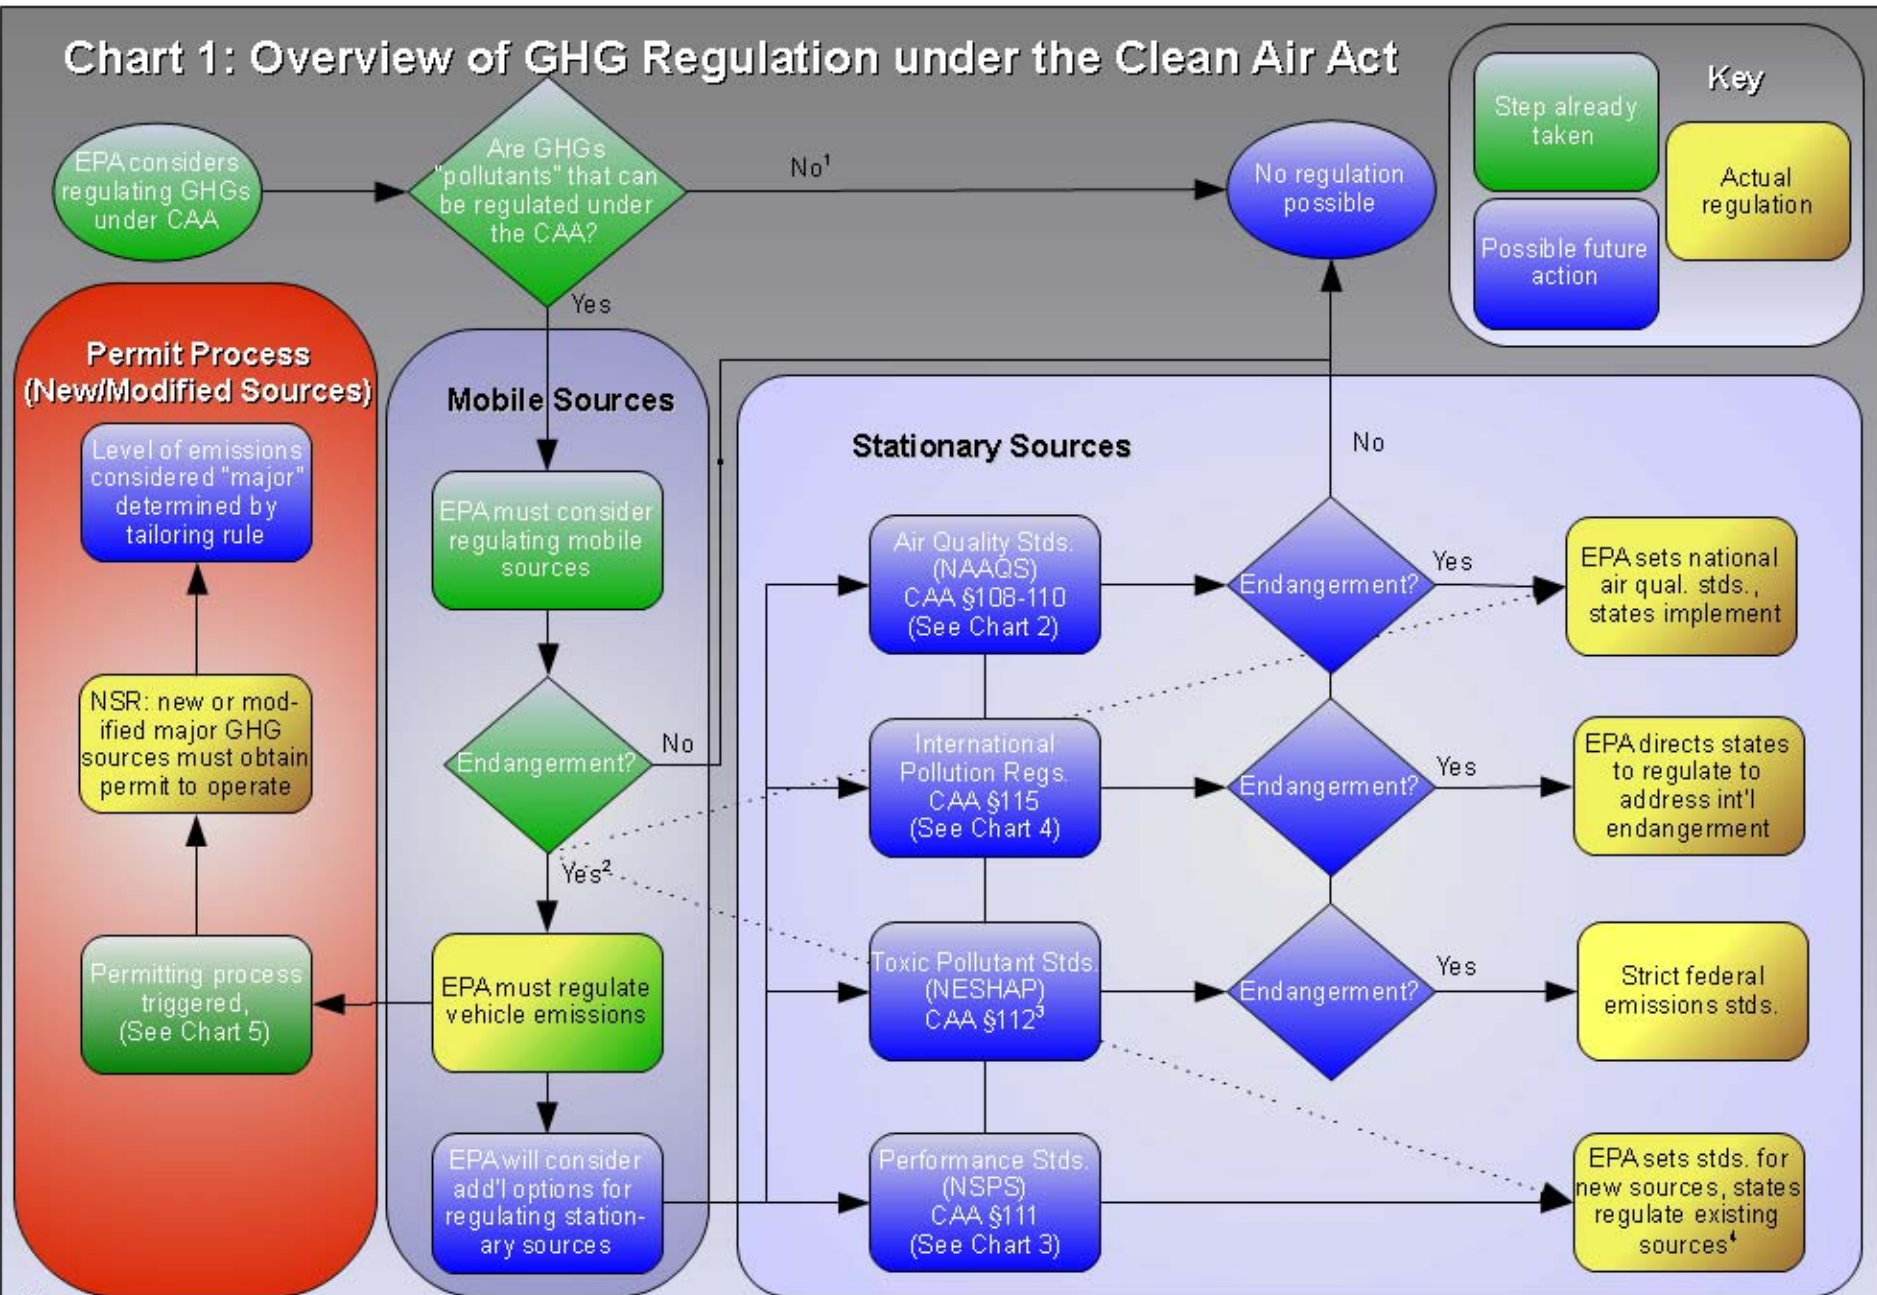 Chart 1: Overview of GHG Regulation under the Clean Air Act
Key
Step already
taken
Actual
regulation
Possible future
action
EPA considers
regulating GHGs
under CAA
Are GHGs
"pollutants" that can
be regulated under
the CAA?
No¹
No regulation
possible
Yes
Permit Process
(New/Modified Sources)
Level of emissions
considered "major"
determined by
tailoring rule
NSR: new or mod-
ified major GHG
sources must obtain
permit to operate
Permitting process
triggered,
(See Chart 5)
Mobile Sources
EPA must consider
regulating mobile
sources
Endangerment?
No
Yes²
EPA must regulate
vehicle emissions
EPA will consider
add'l options for
regulating station-
ary sources
Stationary Sources
No
Air Quality Stds.
(NAAQS)
CAA §108-110
(See Chart 2)
Endangerment?
Yes
EPA sets national
air qual. stds.,
states implement
International
Pollution Regs.
CAA §115
(See Chart 4)
Endangerment?
Yes
EPA directs states
to regulate to
address int'l
endangerment
Toxic Pollutant Stds.
(NESHAP)
CAA §112³
Endangerment?
Yes
Strict federal
emissions stds.
Performance Stds.
(NSPS)
CAA §111
(See Chart 3)
EPA sets stds. for
new sources, states
regulate existing
sources⁴